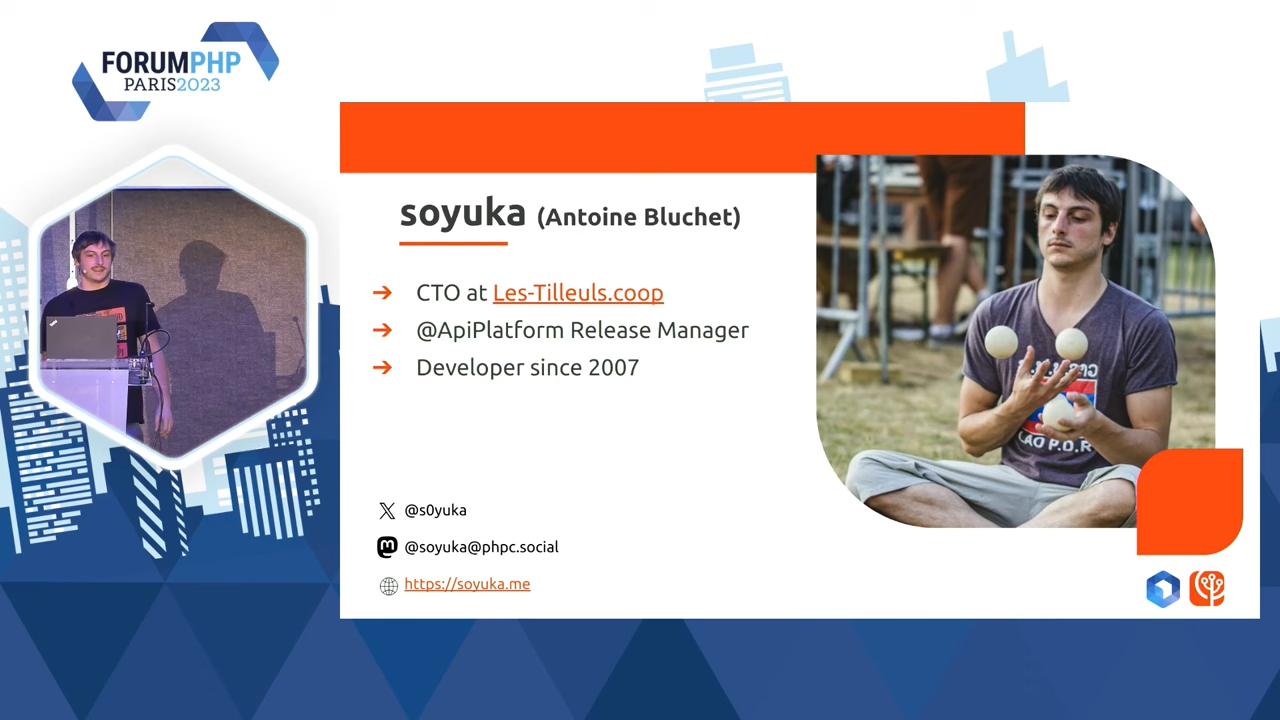 FORUMPHP
PARIS2023
soyuka (Antoine Bluchet)
➔ CTO at Les-Tilleuls.coop
➔ @ApiPlatform Release Manager
➔ Developer since 2007
@s0yuka
@soyuka@phpc.social
https://soyuka.me
LAO P.D.R